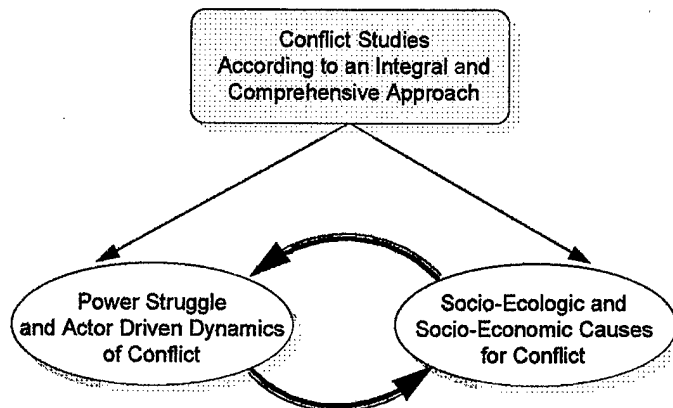 Conflict Studies
According to an Integral and
Comprehensive Approach
Power Struggle
and Actor Driven Dynamics
of Conflict
Socio-Ecologic and
Socio-Economic Causes
for Conflict